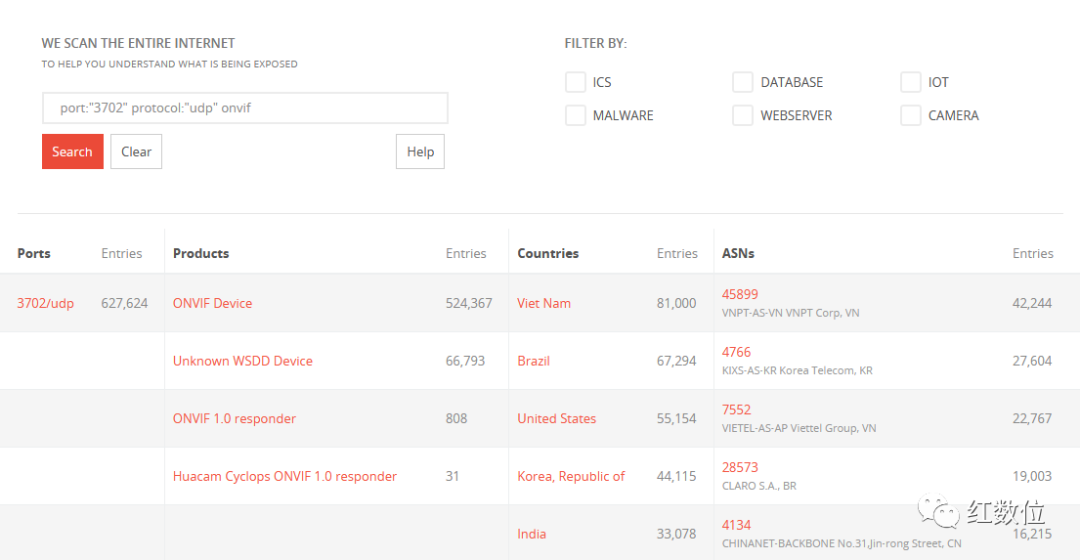 WE SCAN THE ENTIRE INTERNET
TO HELP YOU UNDERSTAND WHAT IS BEING EXPOSED
port:"3702" protocol:"udp" onvif
Search Clear Help
FILTER BY:
ICS DATABASE IOT
MALWARE WEBSERVER CAMERA
Ports Entries Products Entries Countries Entries ASNs Entries
3702/udp 627,624 ONVIF Device 524,367 Viet Nam 81,000 45899 42,244
VNPT-AS-VN VNPT Corp, VN
Unknown WSDD Device 66,793 Brazil 67,294 4766 27,604
KIXS-AS-KR Korea Telecom, KR
ONVIF 1.0 responder 808 United States 55,154 7552 22,767
VIETEL-AS-AP Viettel Group, VN
Huacam Cyclops ONVIF 1.0 responder 31 Korea, Republic of 44,115 28573 19,003
CLARO S.A., BR
India 33,078 4134 16,215
CHINANET-BACKBONE No.31,Jin-rong Street, CN
红数位